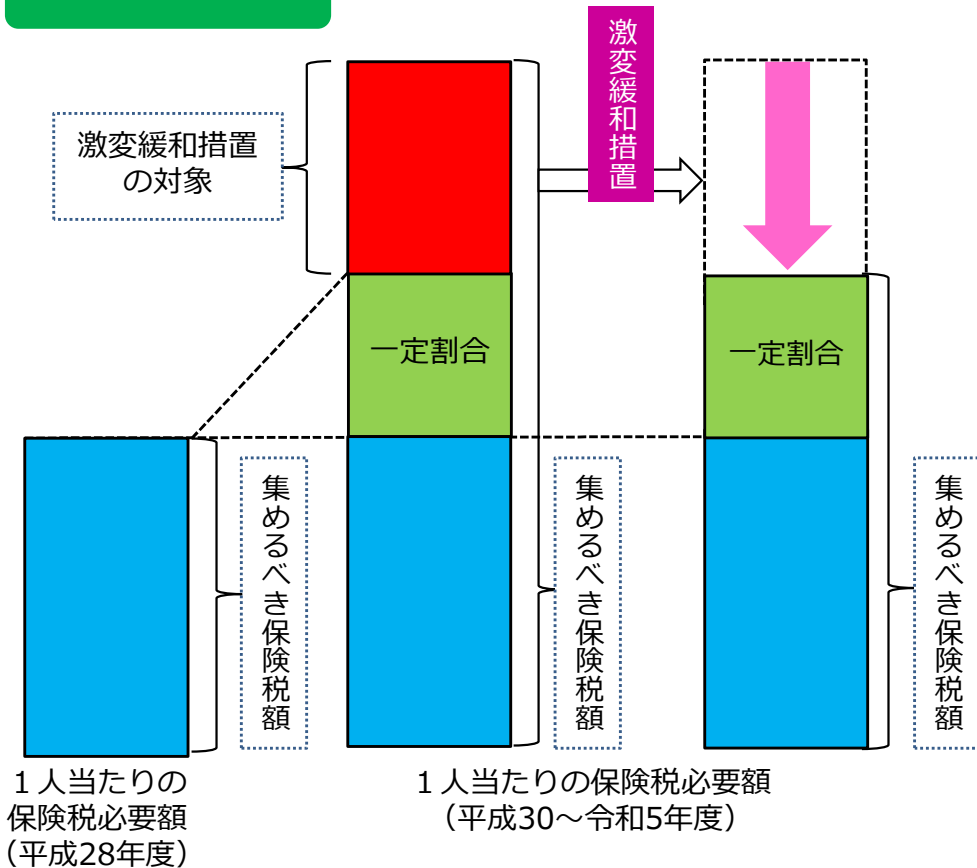 激変緩和措置
激変緩和措置
の対象
一定割合
一定割合
集めるべき保険税額
集めるべき保険税額
集めるべき保険税額
１人当たりの
保険税必要額
（平成28年度）
１人当たりの保険税必要額
（平成30～令和5年度）